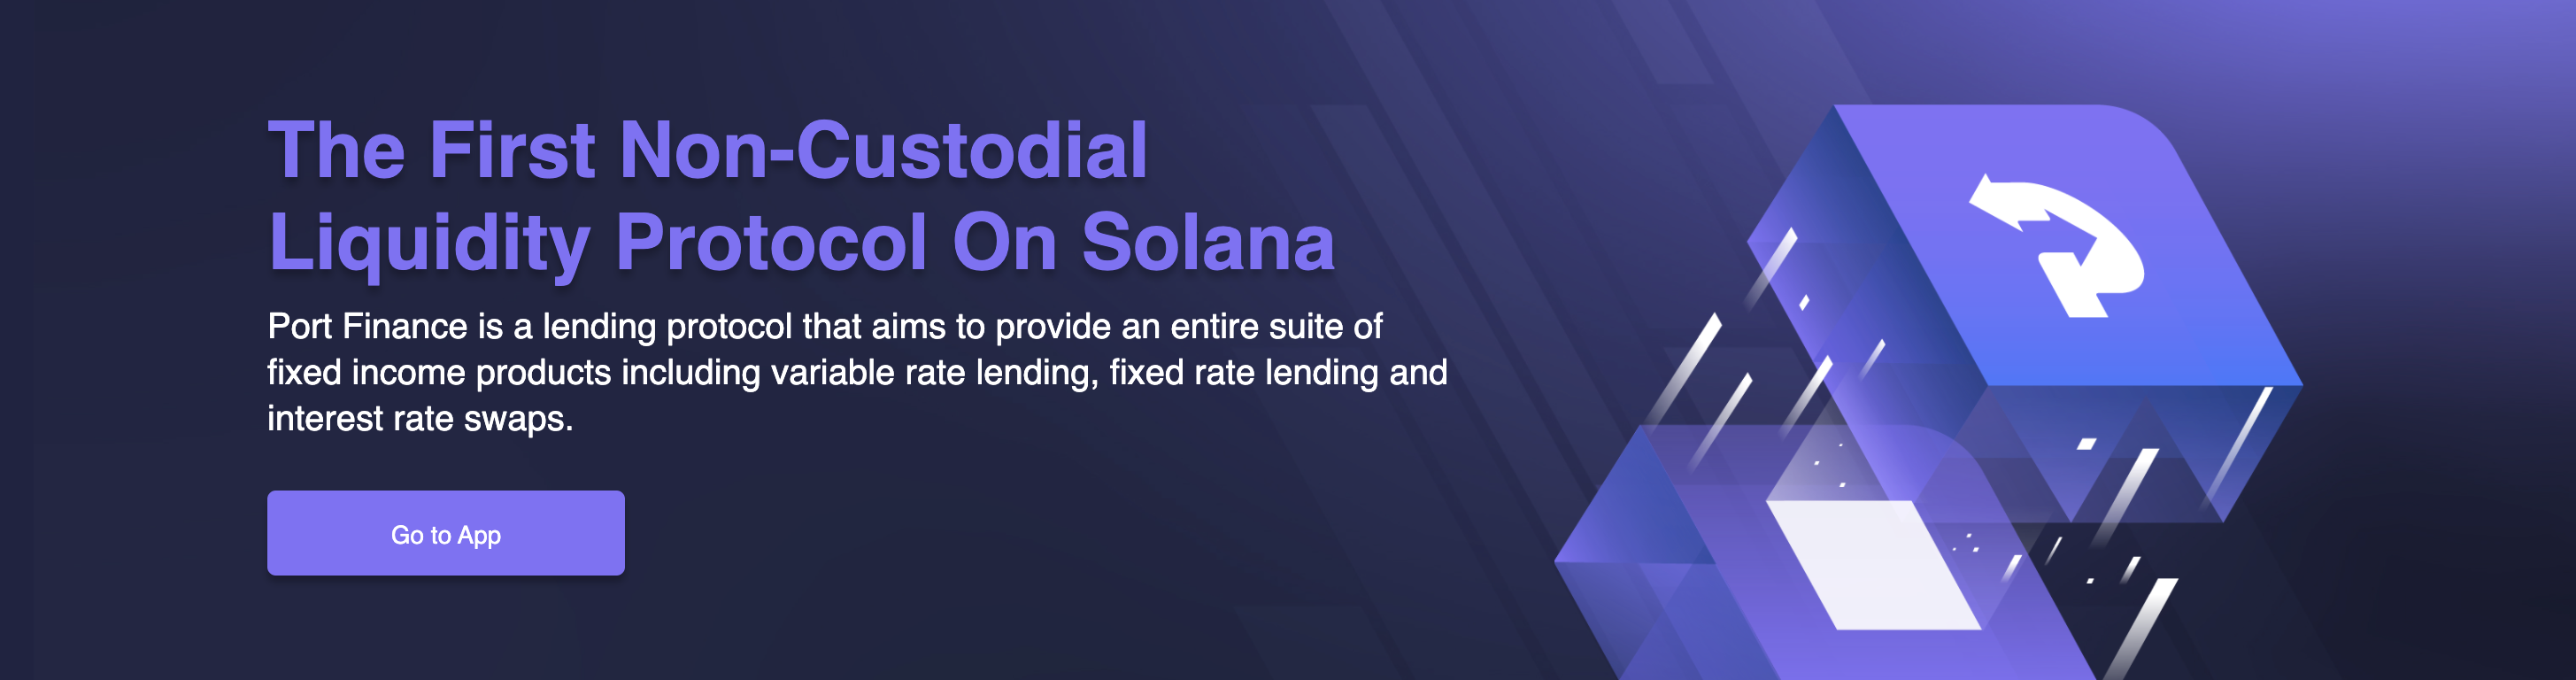 The First Non-Custodial
Liquidity Protocol On Solana
Port Finance is a lending protocol that aims to provide an entire suite of
fixed income products including variable rate lending, fixed rate lending and
interest rate swaps.
Go to App